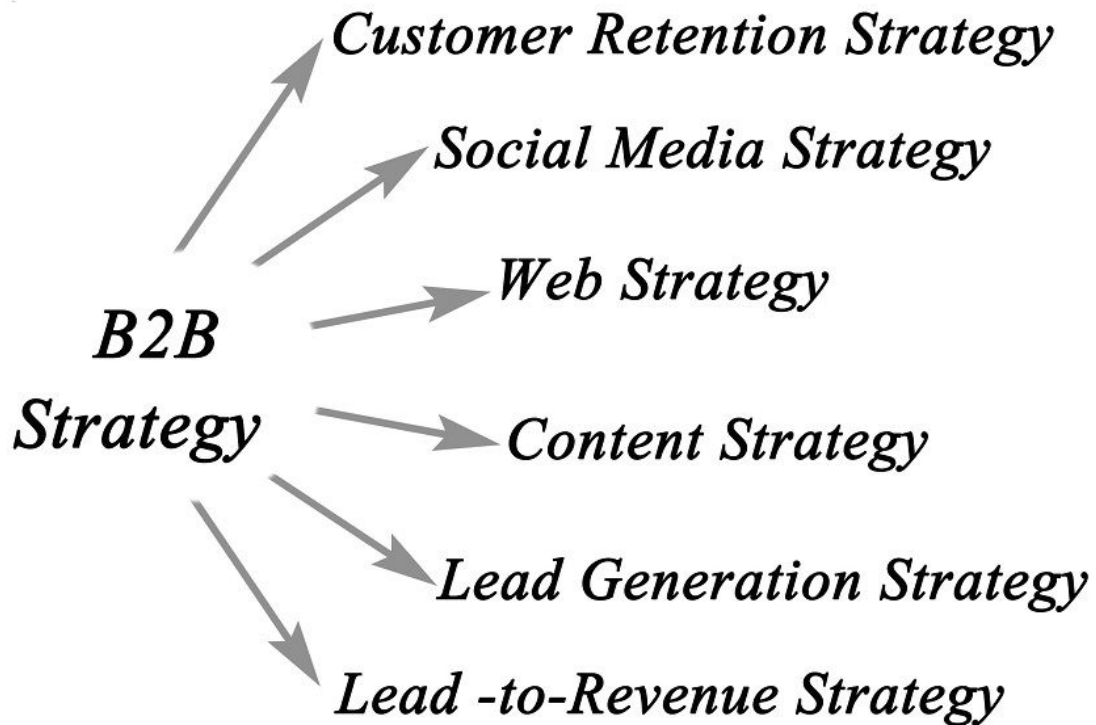 Customer Retention Strategy
Social Media Strategy
Web Strategy
B2B
Strategy
Content Strategy
Lead Generation Strategy
Lead -to-Revenue Strategy